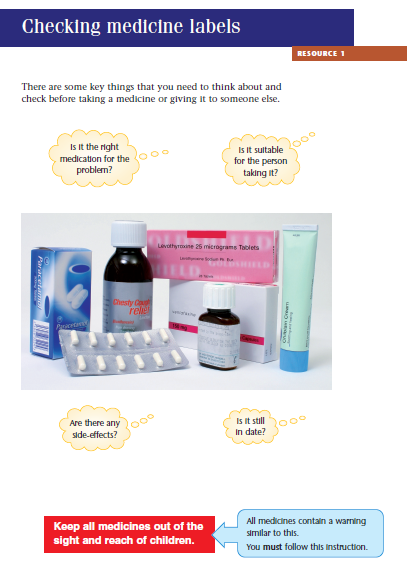 Checking medicine labels
RESOURCE 1
There are some key things that you need to think about and
check before taking a medicine or giving it to someone else.
Is it the right
medication for the
problem?
Is it suitable
for the person
taking it?
Paracetamol
Paracetamol
Chesty Cough
relief
Levothyroxine 25 micrograms Tablets
Are there any
side-effects?
Is it still
in date?
Keep all medicines out of the
sight and reach of children.
All medicines contain a warning
similar to this.
You must follow this instruction.